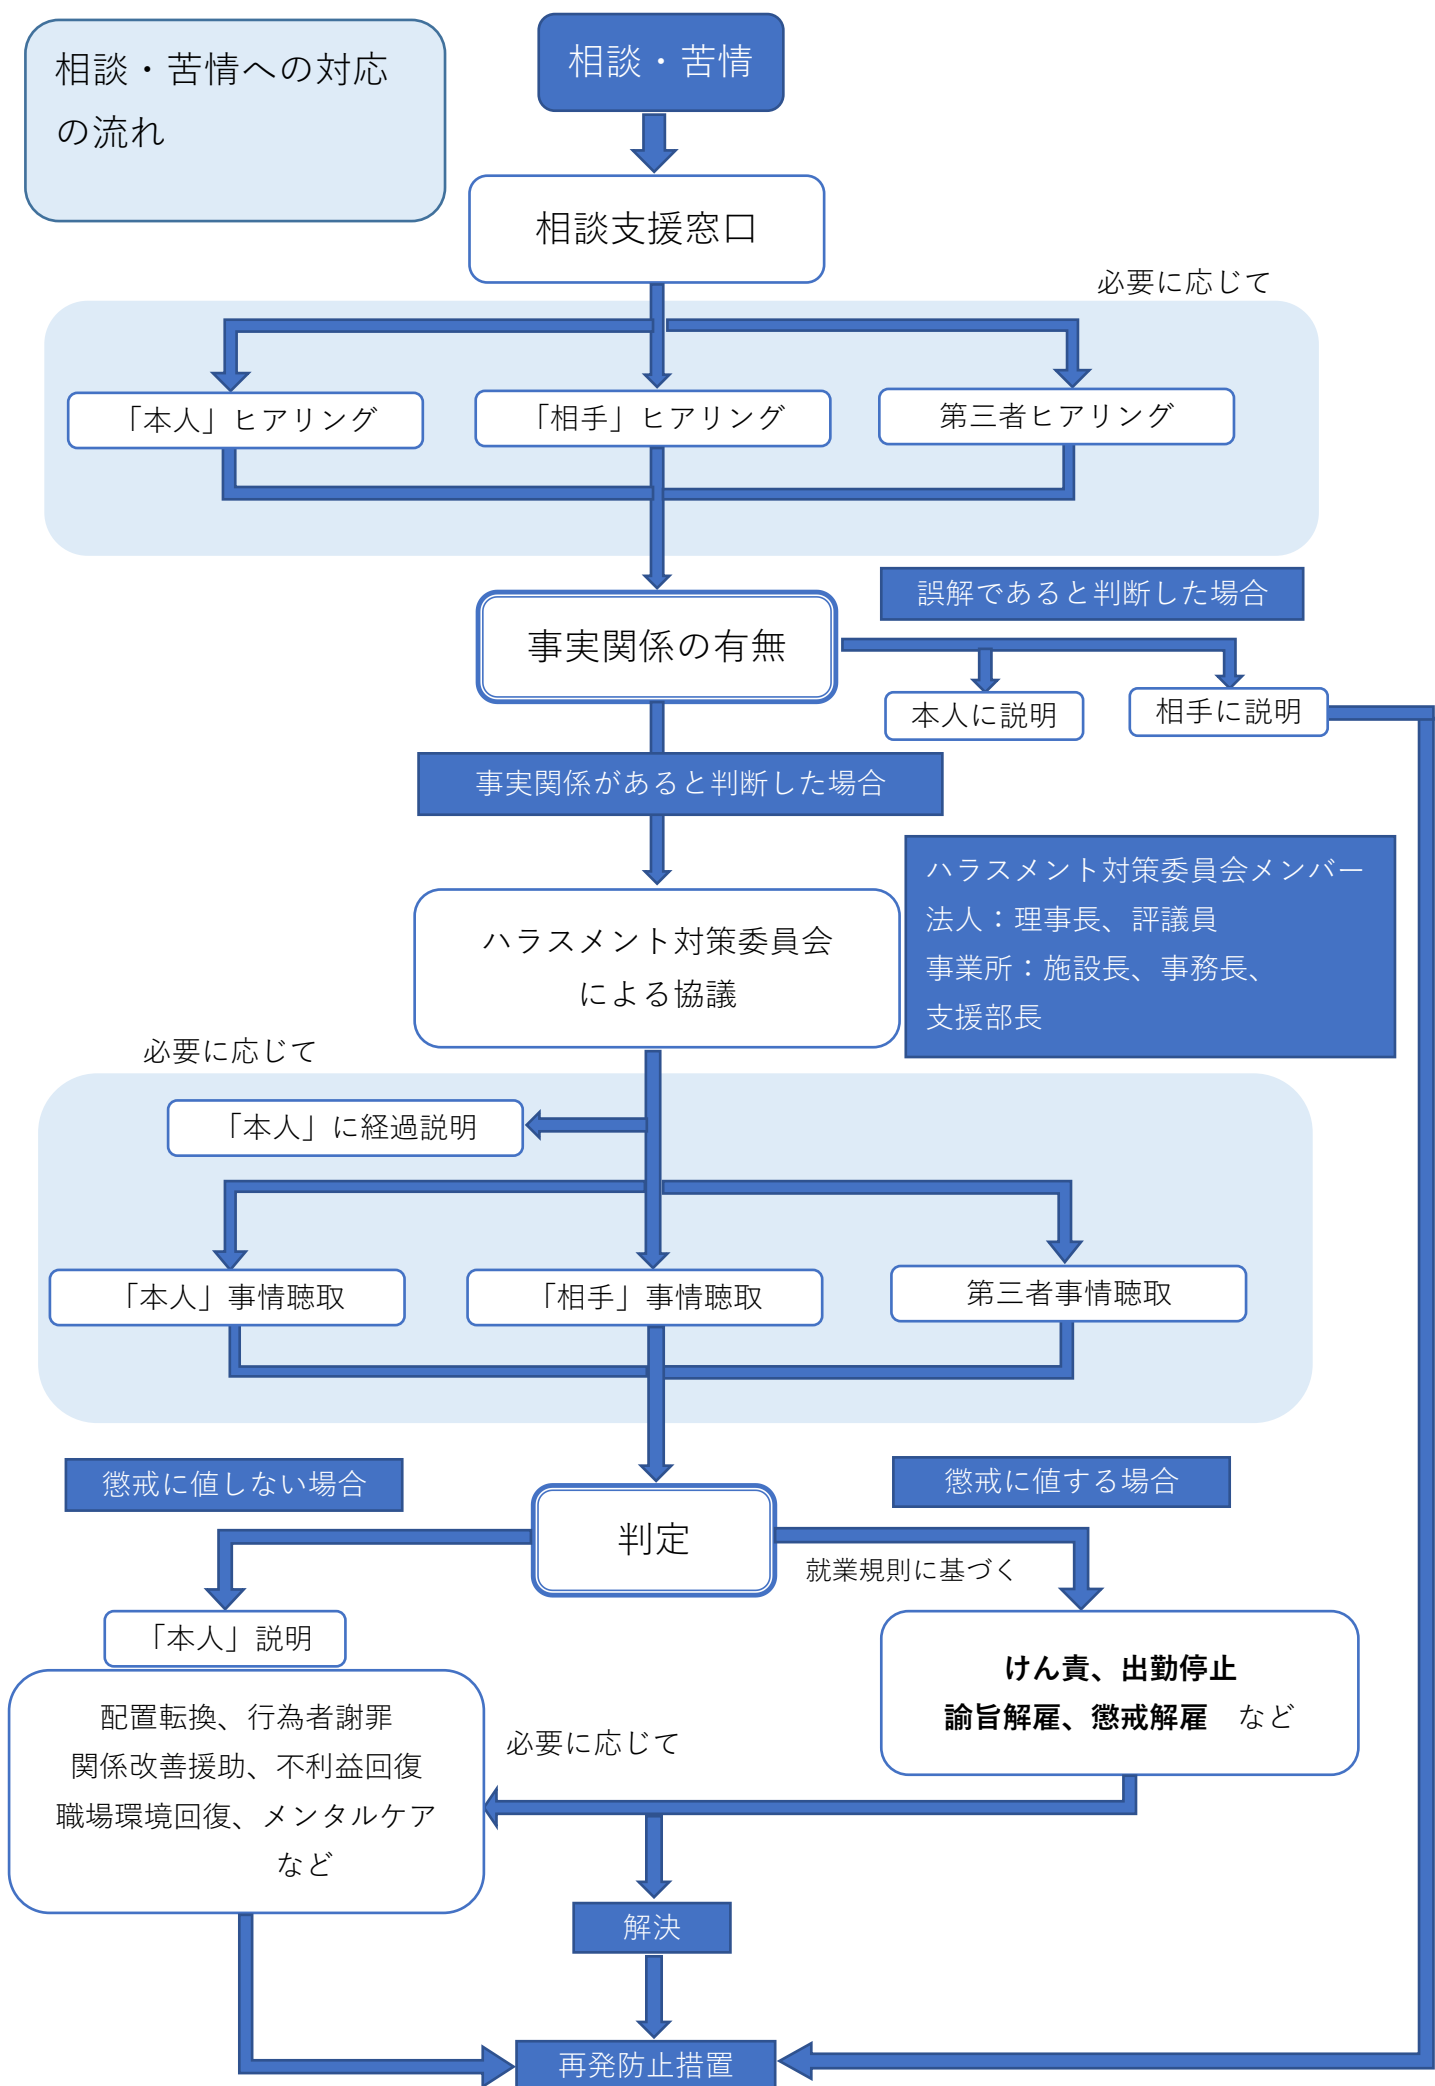 相談・苦情への対応
の流れ
相談・苦情
相談支援窓口
必要に応じて
「本人」ヒアリング
「相手」ヒアリング
第三者ヒアリング
誤解であると判断した場合
事実関係の有無
本人に説明
相手に説明
事実関係があると判断した場合
ハラスメント対策委員会
による協議
ハラスメント対策委員会メンバー
法人：理事長、評議員
事業所：施設長、事務長、
支援部長
必要に応じて
「本人」に経過説明
「本人」事情聴取
「相手」事情聴取
第三者事情聴取
懲戒に値しない場合
懲戒に値する場合
判定
就業規則に基づく
「本人」説明
けん責、出勤停止
諭旨解雇、懲戒解雇　など
配置転換、行為者謝罪
関係改善援助、不利益回復
職場環境回復、メンタルケア
など
必要に応じて
解決
再発防止措置